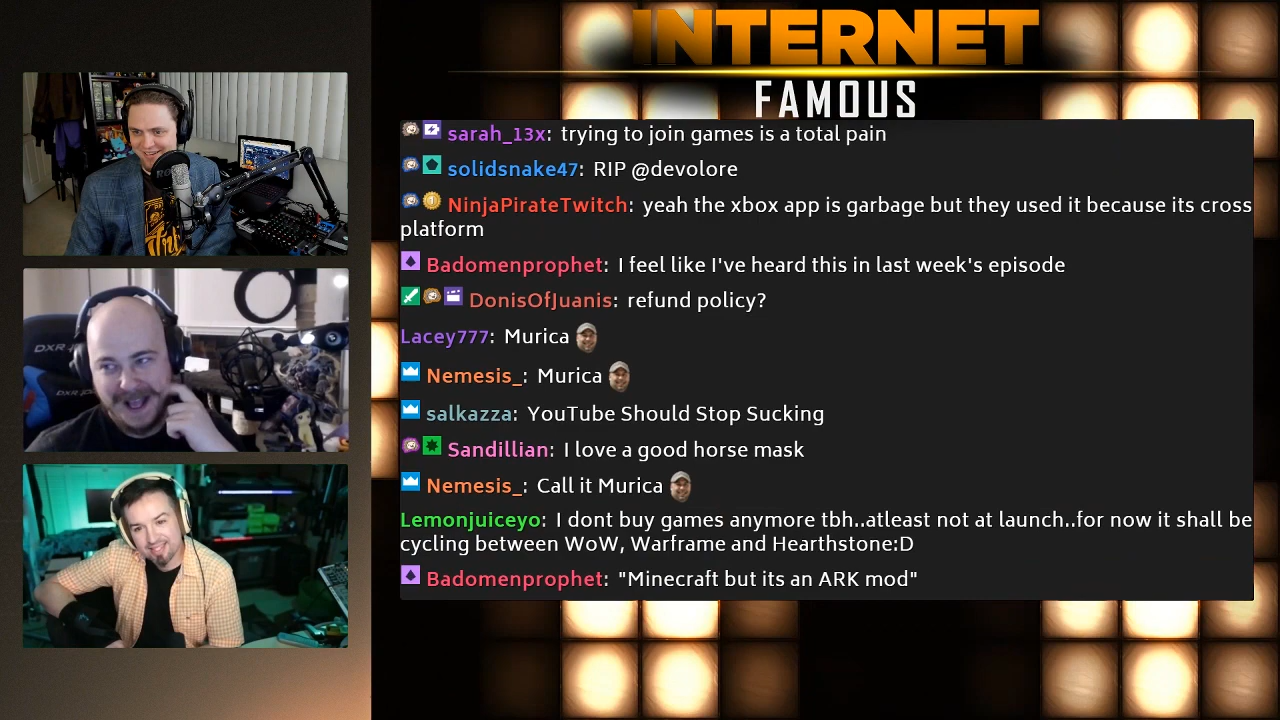 INTERNET
FAMOUS
sarah_13x: trying to join games is a total pain
solidsnake47: RIP @devolore
NinjaPirateTwitch: yeah the xbox app is garbage but they used it because its cross
platform
Badomenprophet: I feel like I've heard this in last week's episode
DonisOfJuanis: refund policy?
Lacey777: Murica
Nemesis_: Murica
salkazza: YouTube Should Stop Sucking
Sandillian: I love a good horse mask
Nemesis_: Call it Murica
Lemonjuiceyo: I dont buy games anymore tbh..atleast not at launch..for now it shall be
cycling between WoW, Warframe and Hearthstone:D
Badomenprophet: "Minecraft but its an ARK mod"